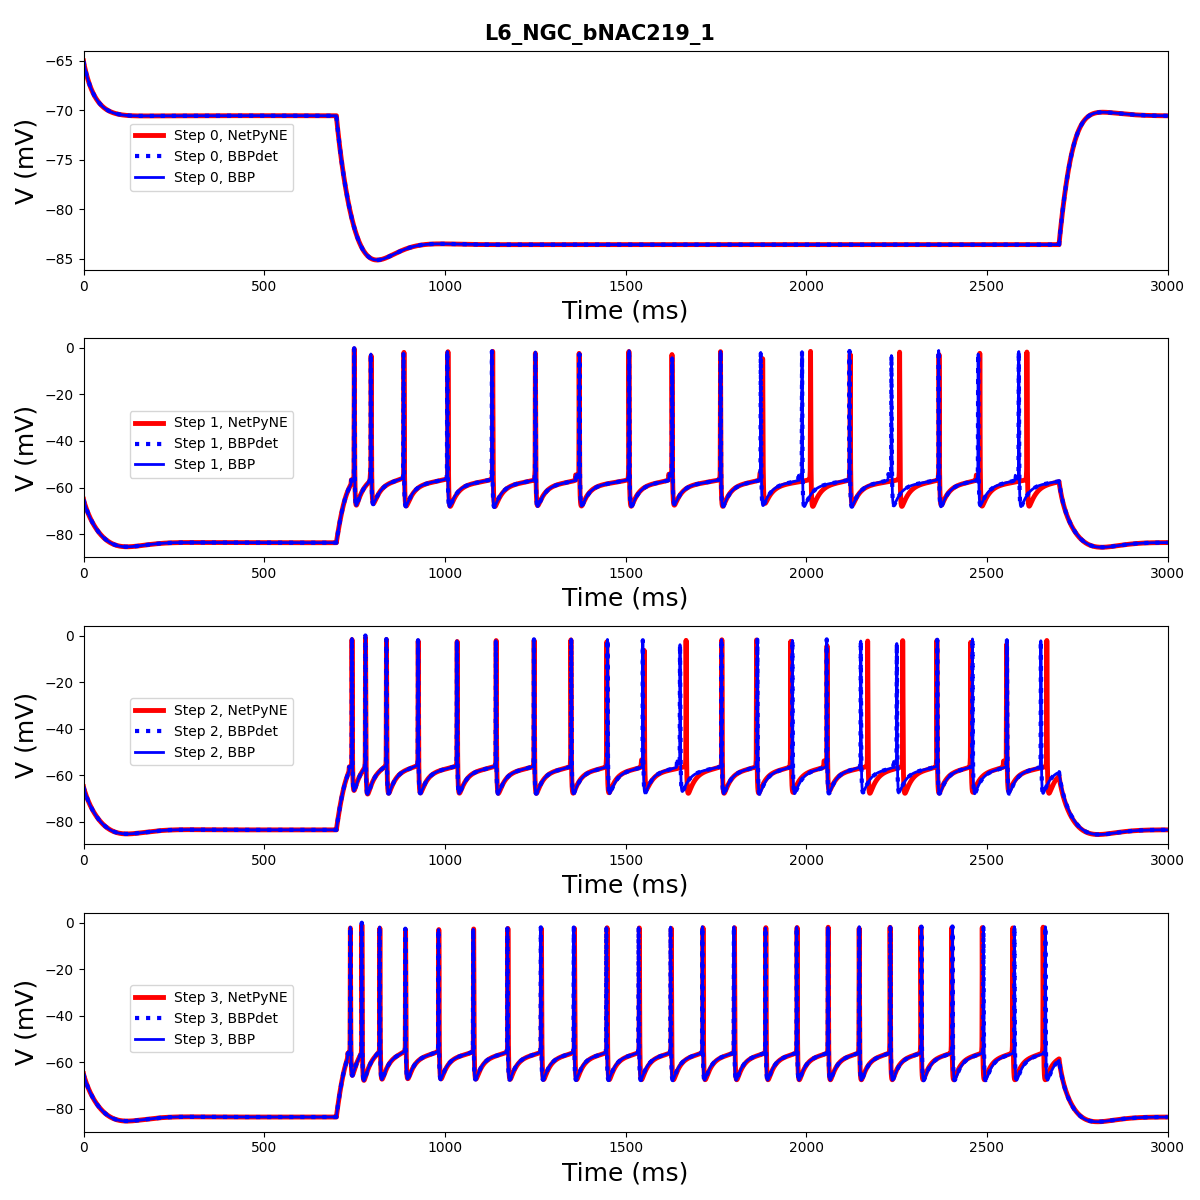 L6_NGC_bNAC219_1
−65
−70
−75
−80
−85
V (mV)
Step 0, NetPyNE
Step 0, BBPdet
Step 0, BBP
0 500 1000 1500 2000 2500 3000
Time (ms)
0
−20
−40
−60
−80
V (mV)
Step 1, NetPyNE
Step 1, BBPdet
Step 1, BBP
0 500 1000 1500 2000 2500 3000
Time (ms)
0
−20
−40
−60
−80
V (mV)
Step 2, NetPyNE
Step 2, BBPdet
Step 2, BBP
0 500 1000 1500 2000 2500 3000
Time (ms)
0
−20
−40
−60
−80
V (mV)
Step 3, NetPyNE
Step 3, BBPdet
Step 3, BBP
0 500 1000 1500 2000 2500 3000
Time (ms)